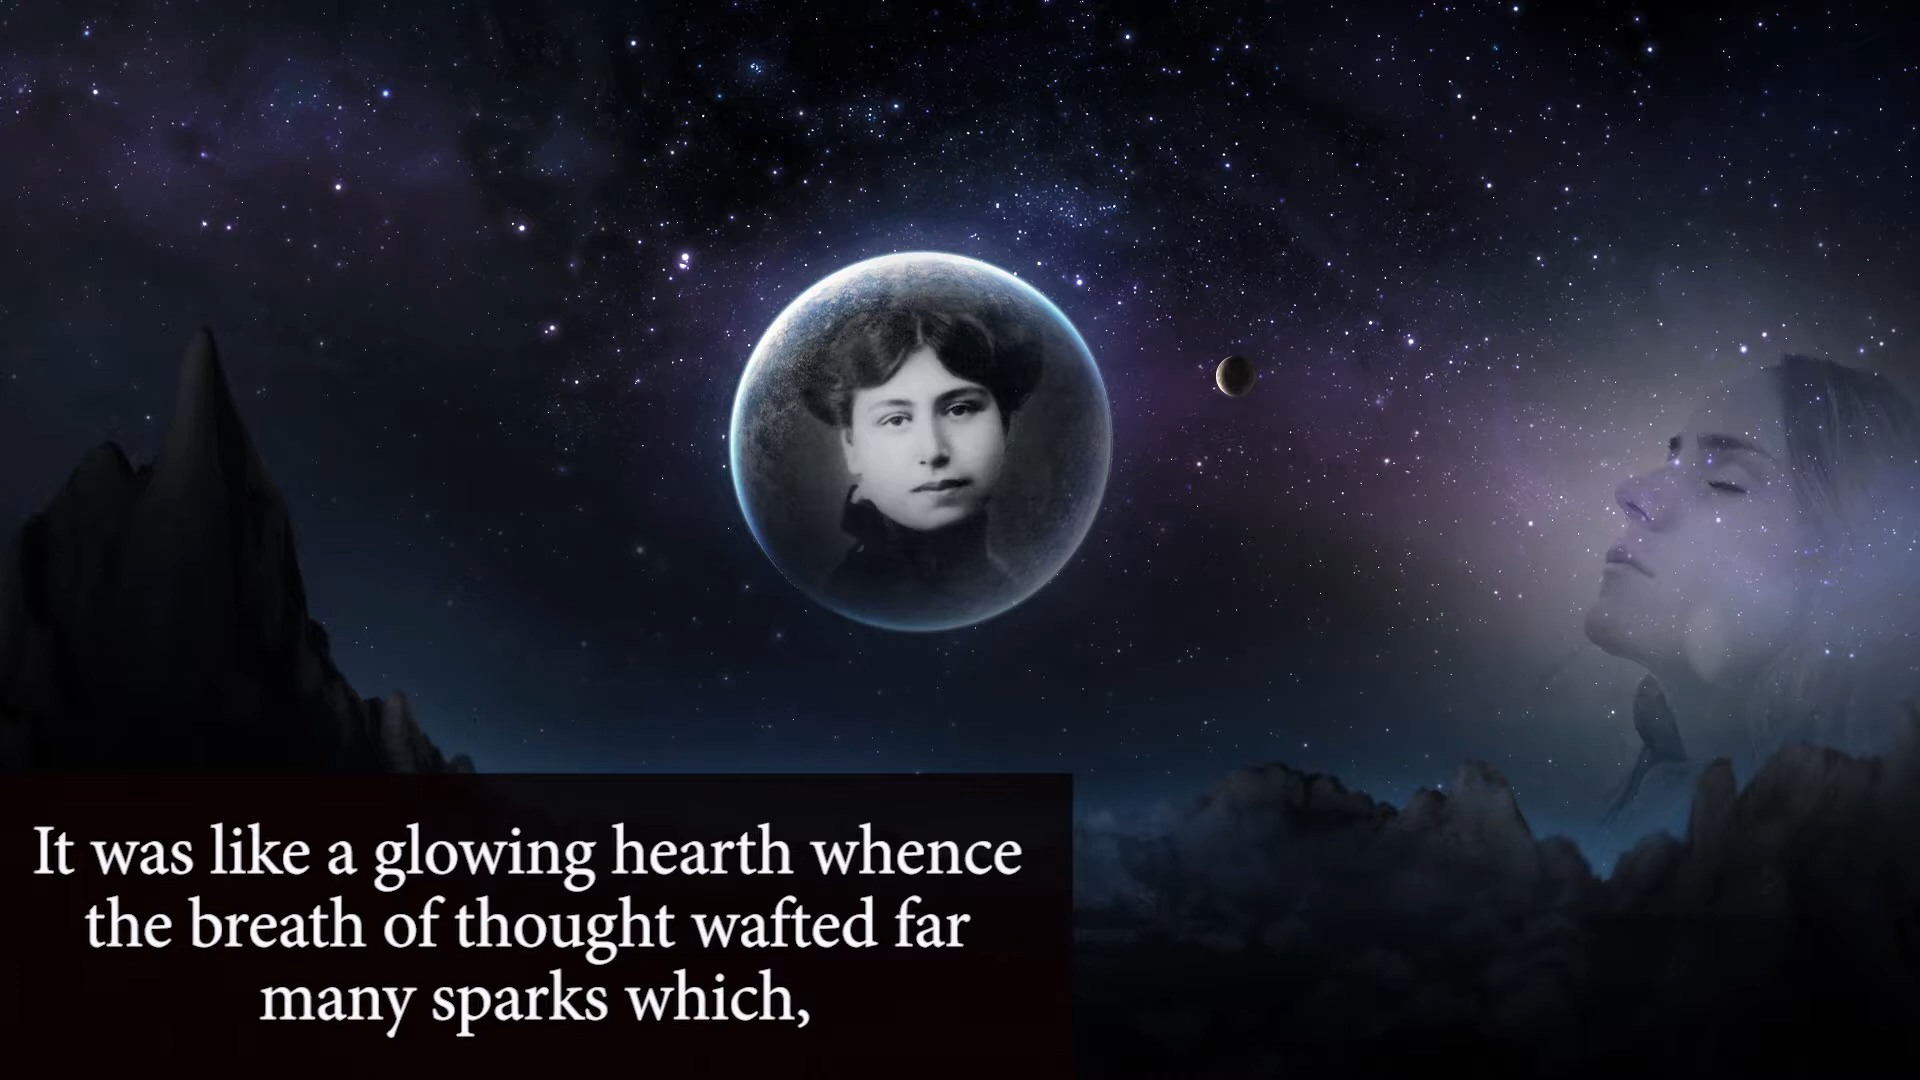 It was like a glowing hearth whence
the breath of thought wafted far
many sparks which,